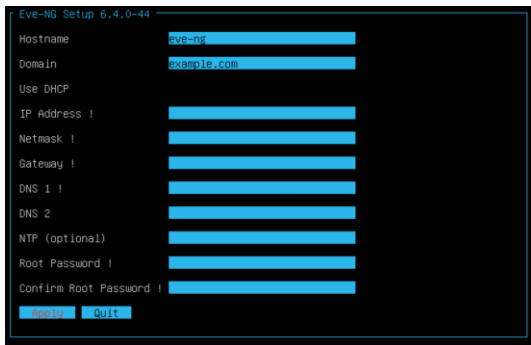 Eve-NG Setup 6.4.0-44
Hostname eve-ng
Domain example.com
Use DHCP
IP Address !
Netmask !
Gateway !
DNS 1 !
DNS 2
NTP (optional)
Root Password !
Confirm Root Password !
Apply Quit